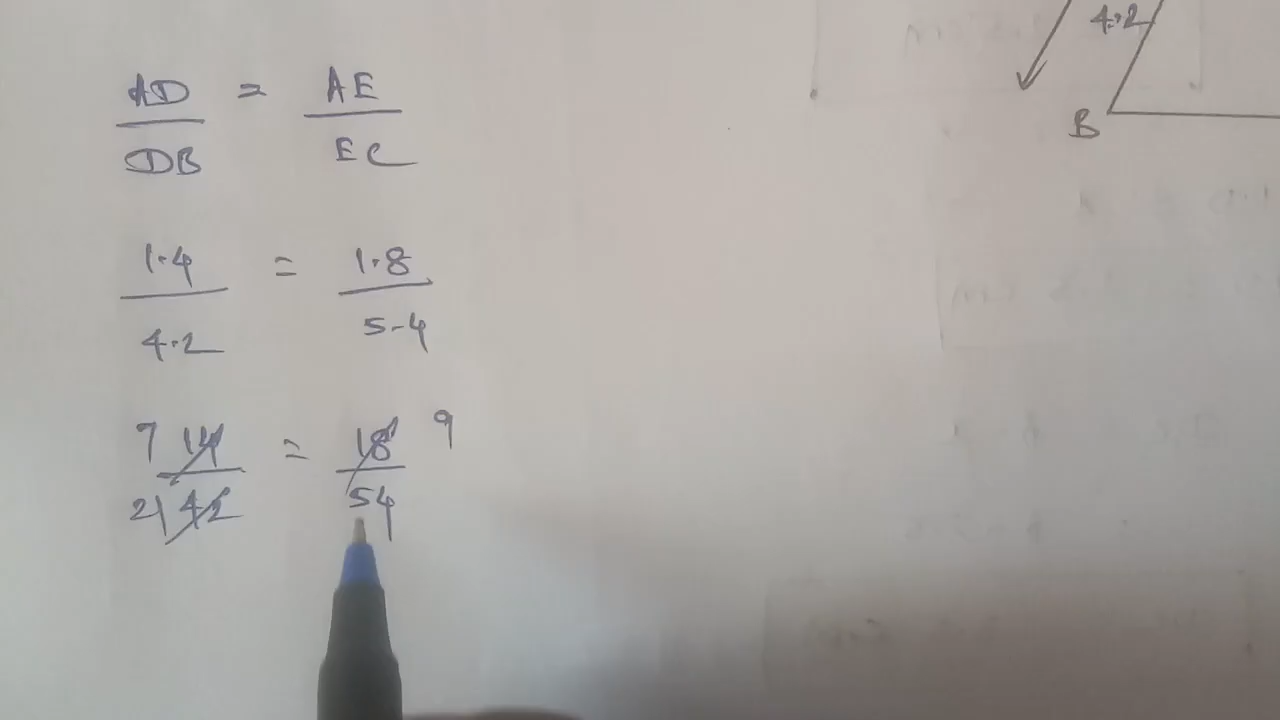 4.2
B
AD = AE
DB EC
1.4 = 1.8
4.2 5.4
7 14 = 18 9
21 42 54